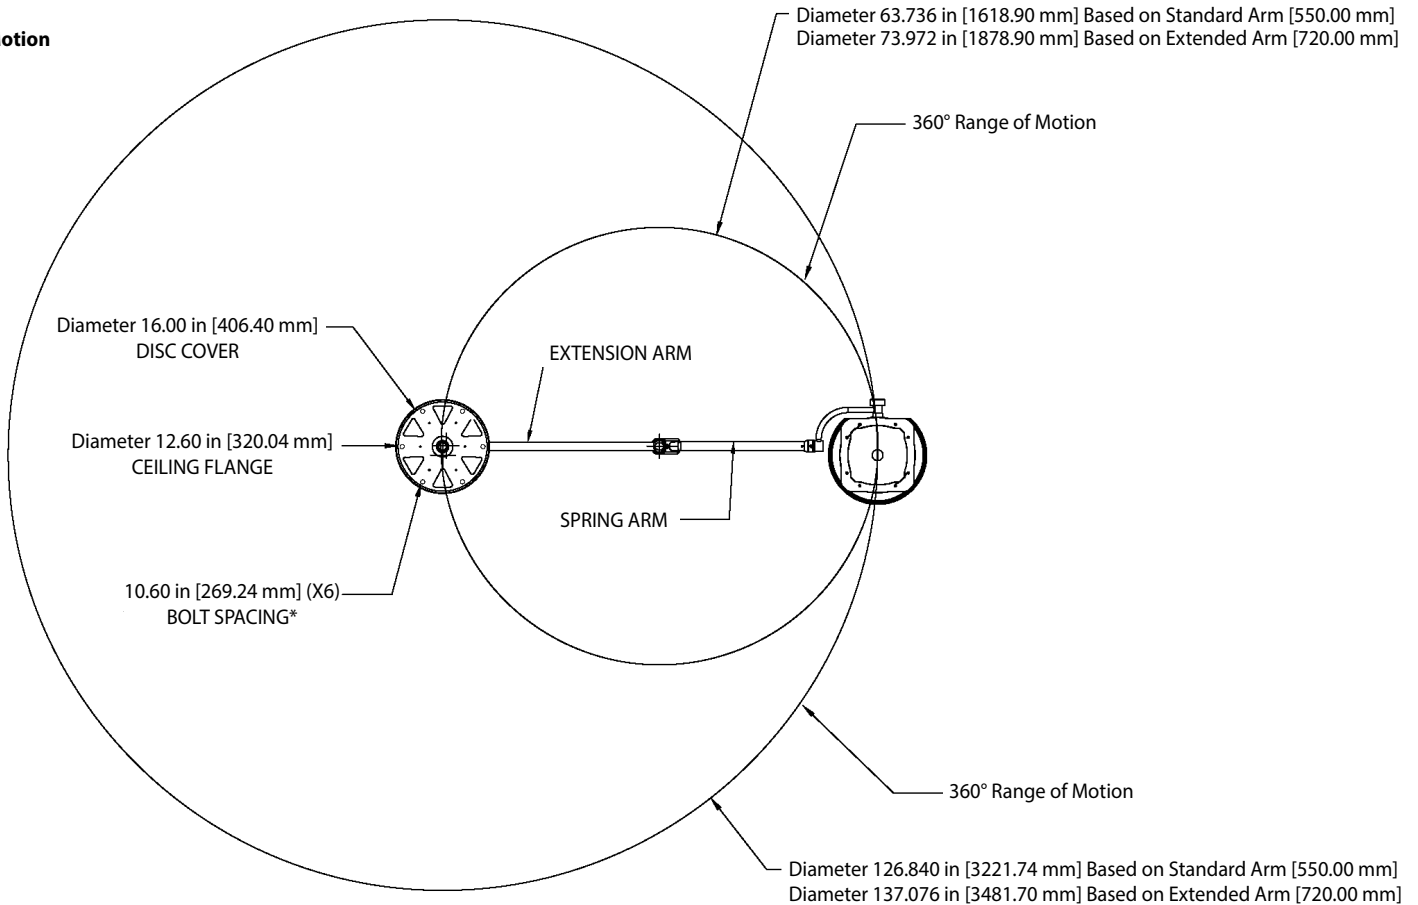 Diameter 63.736 in [1618.90 mm] Based on Standard Arm [550.00 mm]
Diameter 73.972 in [1878.90 mm] Based on Extended Arm [720.00 mm]
360° Range of Motion
Diameter 16.00 in [406.40 mm]
DISC COVER
EXTENSION ARM
Diameter 12.60 in [320.04 mm]
CEILING FLANGE
SPRING ARM
10.60 in [269.24 mm] (X6)
BOLT SPACING*
360° Range of Motion
Diameter 126.840 in [3221.74 mm] Based on Standard Arm [550.00 mm]
Diameter 137.076 in [3481.70 mm] Based on Extended Arm [720.00 mm]